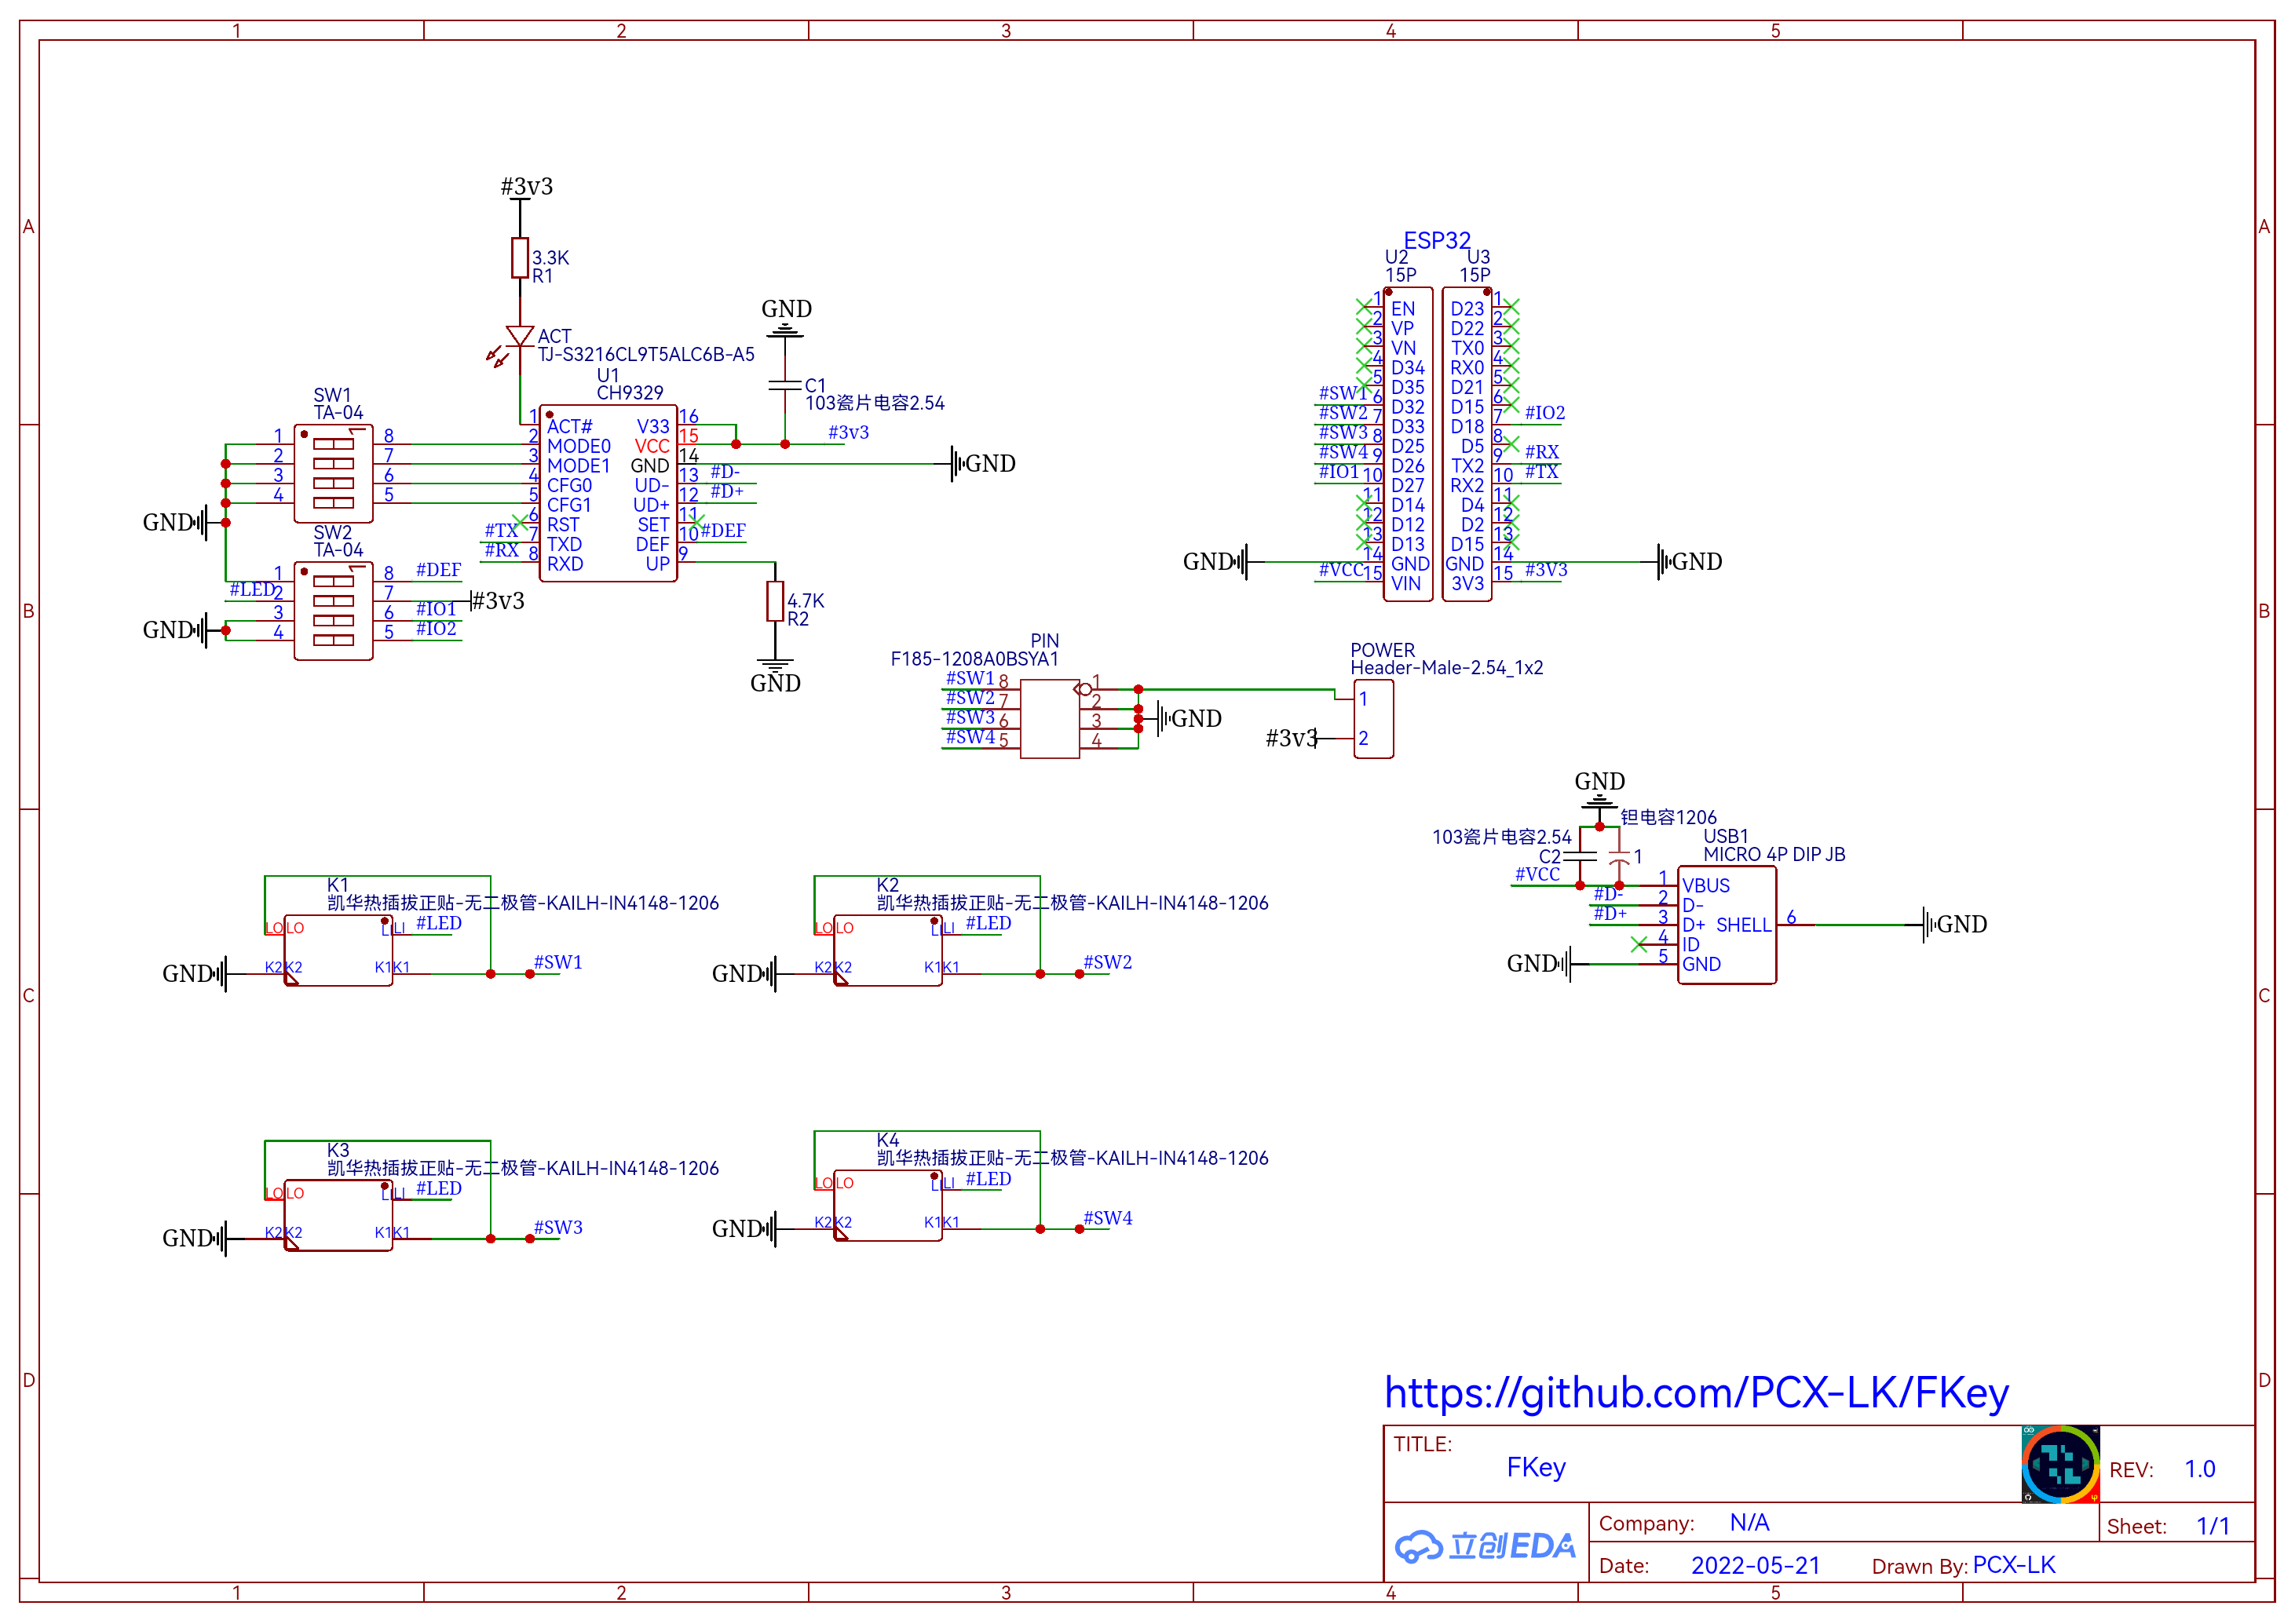 1 2 3 4 5
A
B
C
D
A
B
C
D
1 2 3 4 5
#3v3
3.3K
R1
ACT
TJ-S3216CL9T5ALC6B-A5
U1
CH9329
1 ACT#
2 MODE0
3 MODE1
4 CFG0
5 CFG1
6 RST
#TX 7 TXD
#RX 8 RXD
V33 16
VCC 15
GND 14
UD- 13 #D-
UD+ 12 #D+
SET 11
DEF 10 #DEF
UP 9
GND
C1
103瓷片电容2.54
#3v3
GND
4.7K
R2
GND
SW1
TA-04
1 8
2 7
3 6
4 5
GND
SW2
TA-04
1 8 #DEF
#LED 2 7 #3v3
3 6 #IO1
4 5 #IO2
GND
ESP32
U2
15P
1 EN
2 VP
3 VN
4 D34
5 D35
#SW1 6 D32
#SW2 7 D33
#SW3 8 D25
#SW4 9 D26
#IO1 10 D27
11 D14
12 D12
13 D13
GND 14 GND
#VCC 15 VIN
U3
15P
D23 1
D22 2
TX0 3
RX0 4
D21 5
D15 6
D18 7 #IO2
D5 8
TX2 9 #RX
RX2 10 #TX
D4 11
D2 12
D15 13
GND 14 GND
3V3 15 #3V3
PIN
F185-1208A0BSYA1
#SW1 8 1
#SW2 7 2
#SW3 6 3
#SW4 5 4
GND
POWER
Header-Male-2.54_1x2
1
#3v3 2
GND
钽电容1206
103瓷片电容2.54
C2 1
USB1
MICRO 4P DIP JB
#VCC 1 VBUS
#D- 2 D-
#D+ 3 D+ SHELL 6 GND
4 ID
GND 5 GND
K1
凯华热插拔正贴-无二极管-KAILH-IN4148-1206
LO LO LI LI #LED
GND K2 K2 K1 K1 #SW1
K2
凯华热插拔正贴-无二极管-KAILH-IN4148-1206
LO LO LI LI #LED
GND K2 K2 K1 K1 #SW2
K3
凯华热插拔正贴-无二极管-KAILH-IN4148-1206
LO LO LI LI #LED
GND K2 K2 K1 K1 #SW3
K4
凯华热插拔正贴-无二极管-KAILH-IN4148-1206
LO LO LI LI #LED
GND K2 K2 K1 K1 #SW4
https://github.com/PCX-LK/FKey
TITLE:
FKey
REV: 1.0
立创EDA
Company: N/A
Sheet: 1/1
Date: 2022-05-21
Drawn By: PCX-LK